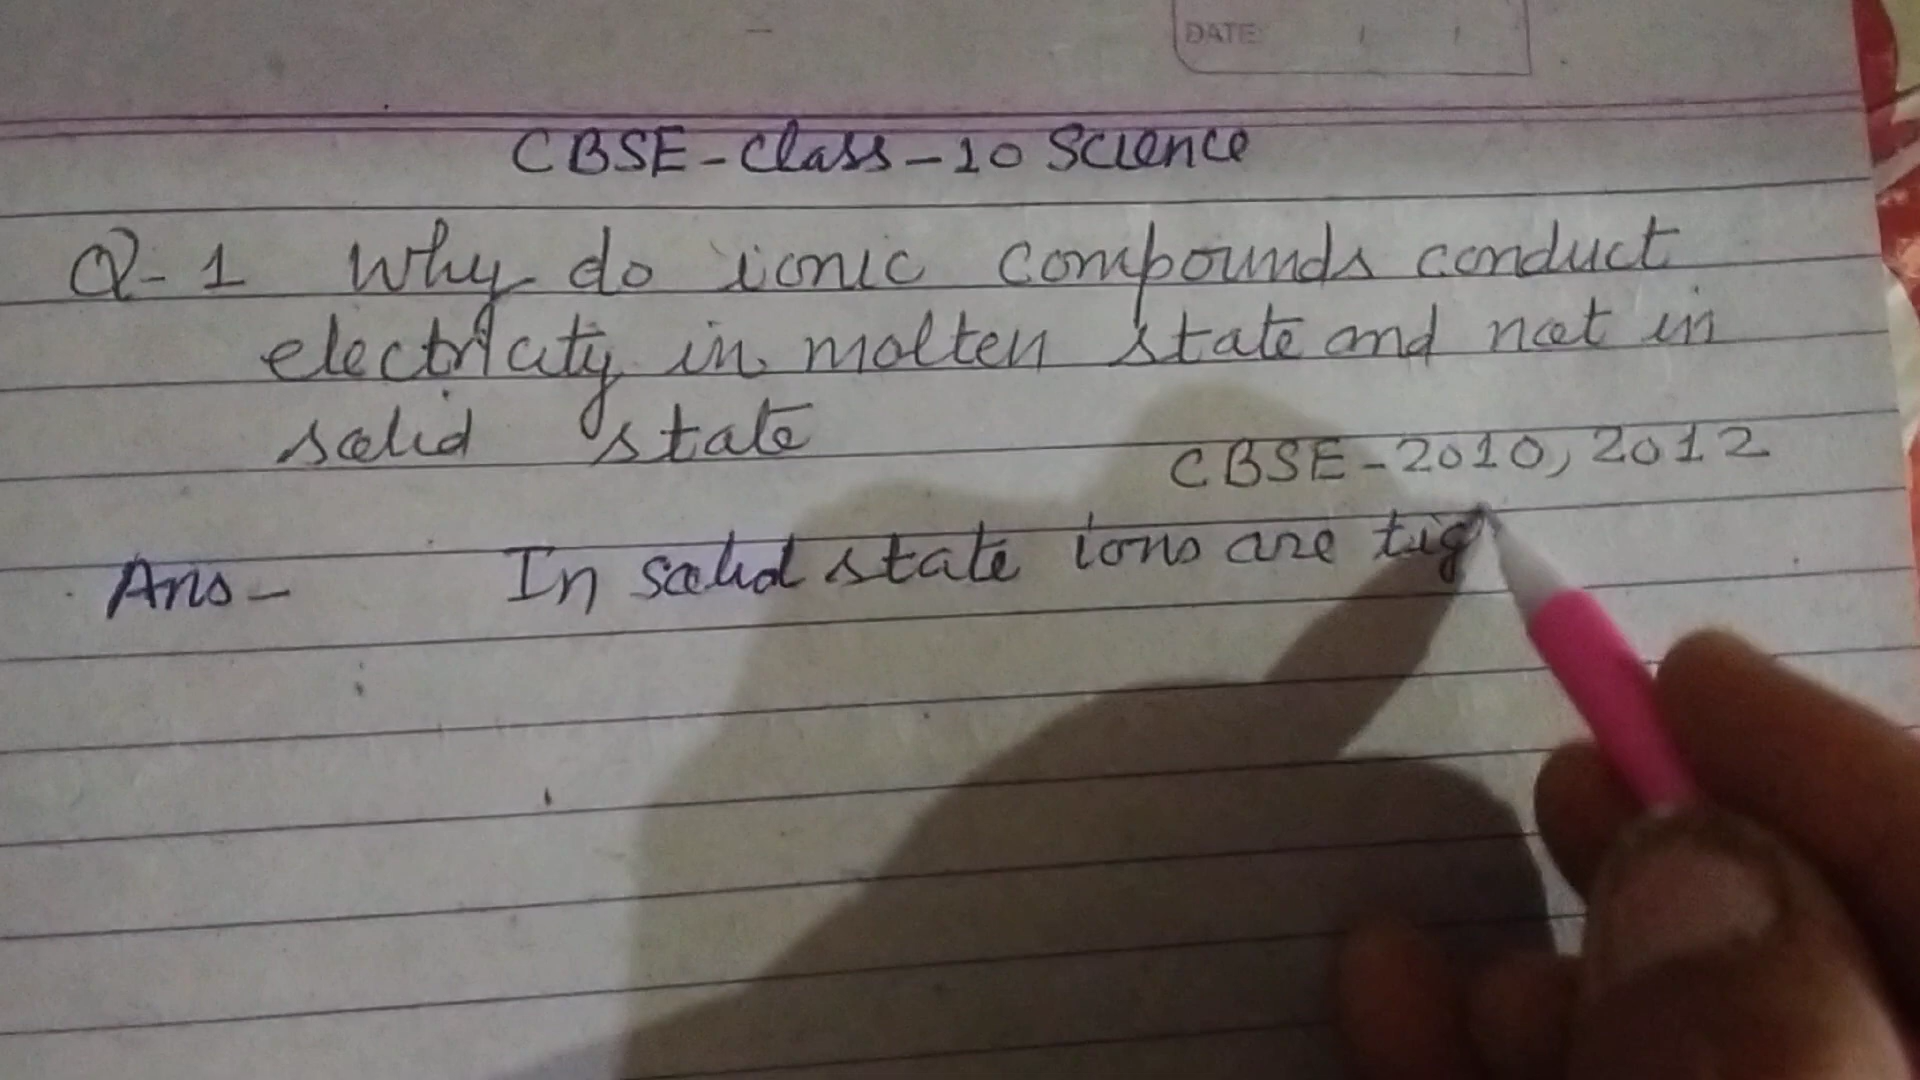 DATE:
CBSE-Class-10 Science
Q-1 Why do ionic compounds conduct
electricity in molten state and not in
solid state
CBSE-2010, 2012
Ans- In solid state ions are tig